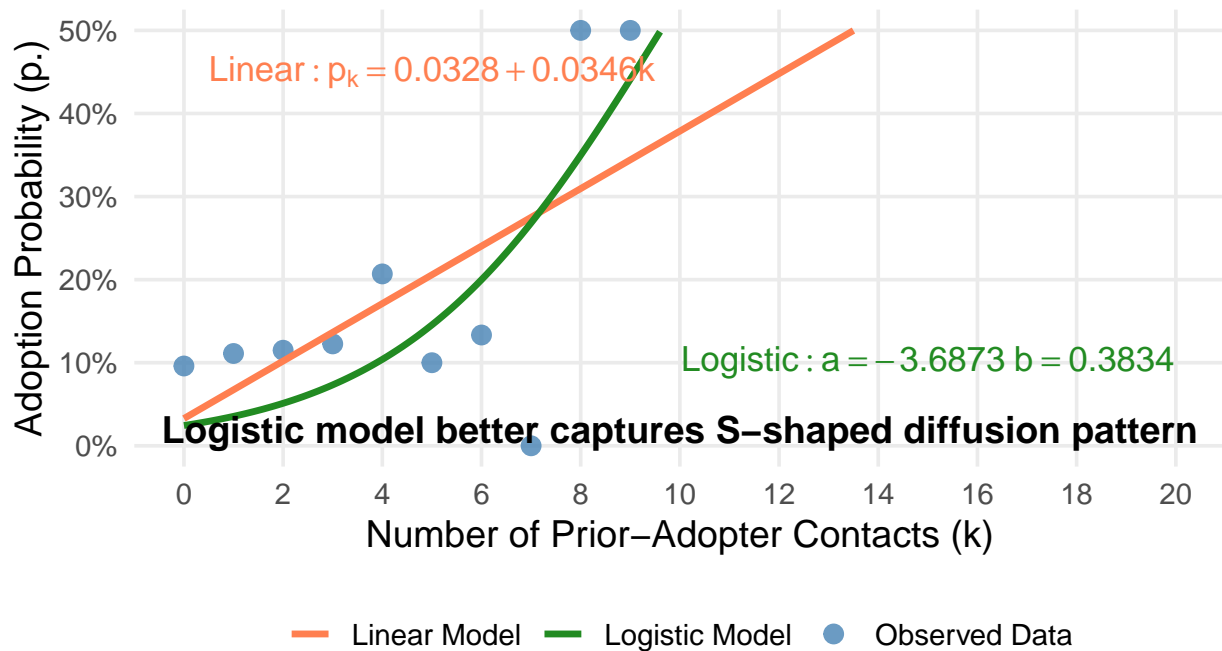 Adoption Probability (p.)
50%
40%
30%
20%
10%
0%
Linear : pₖ = 0.0328 + 0.0346k
Logistic : a = −3.6873 b = 0.3834
Logistic model better captures S−shaped diffusion pattern
0 2 4 6 8 10 12 14 16 18 20
Number of Prior−Adopter Contacts (k)
Linear Model Logistic Model Observed Data